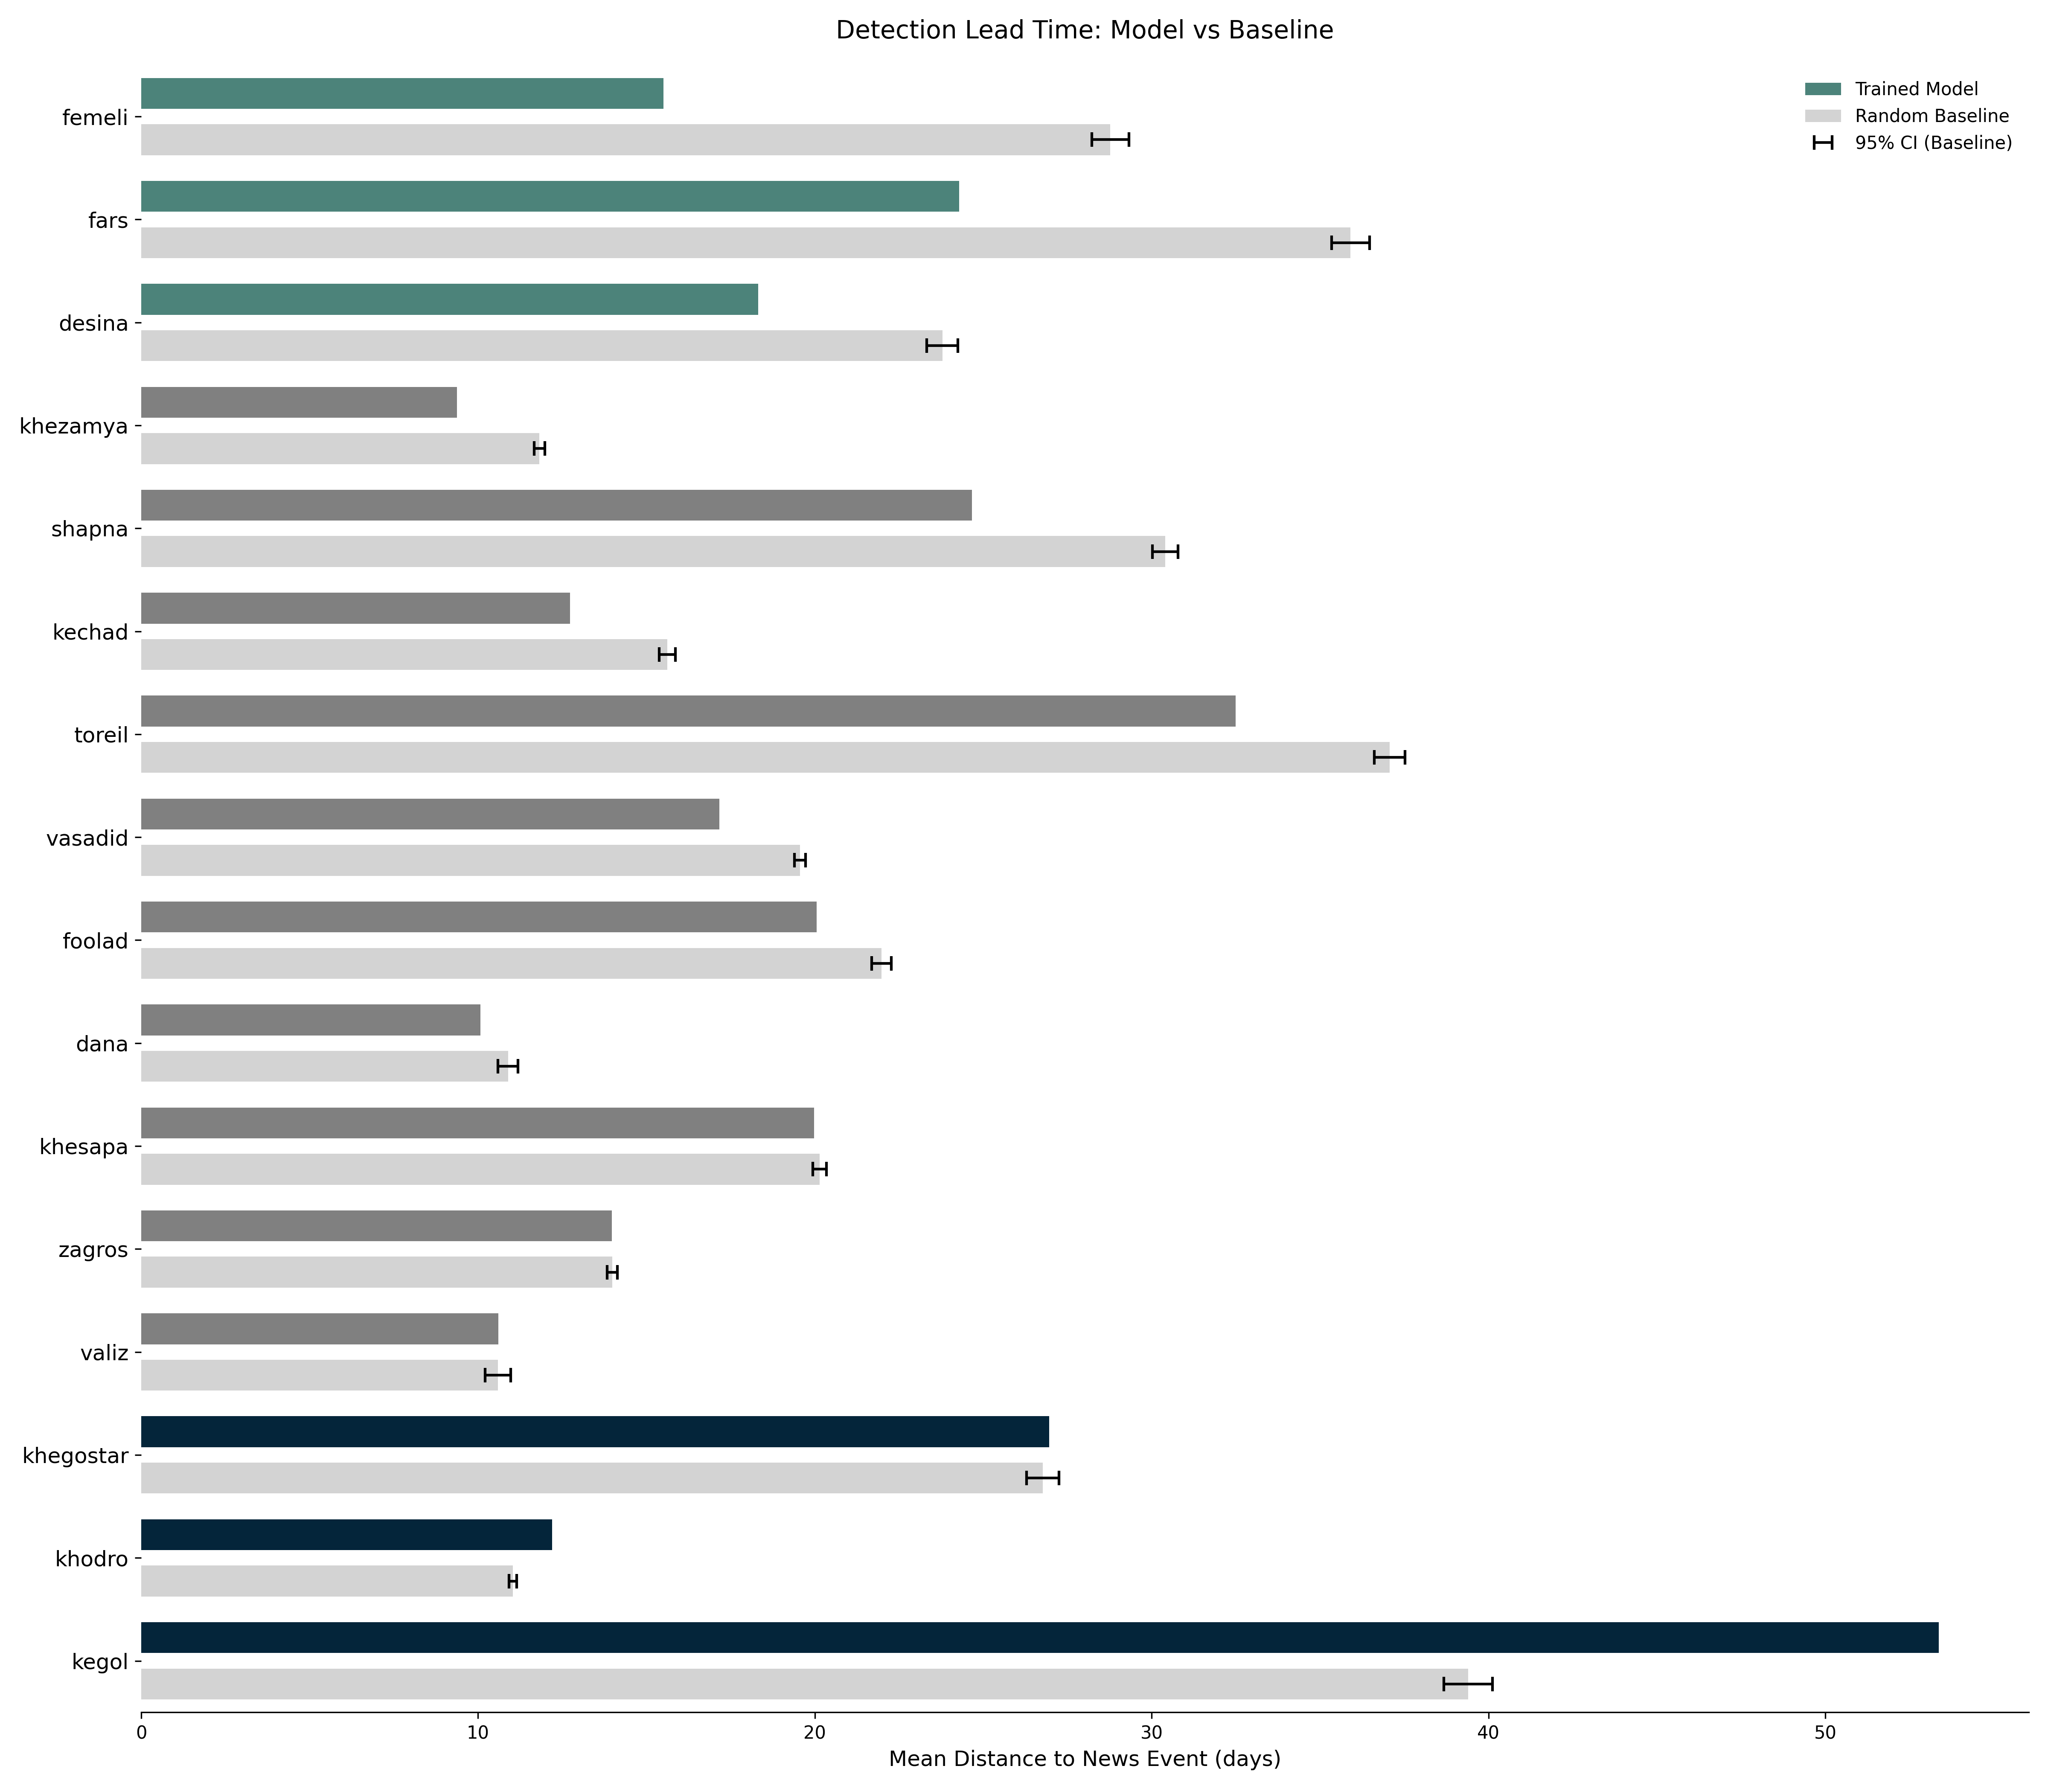 Detection Lead Time: Model vs Baseline
Trained Model
Random Baseline
95% CI (Baseline)
femeli
fars
desina
khezamya
shapna
kechad
toreil
vasadid
foolad
dana
khesapa
zagros
valiz
khegostar
khodro
kegol
0 10 20 30 40 50
Mean Distance to News Event (days)